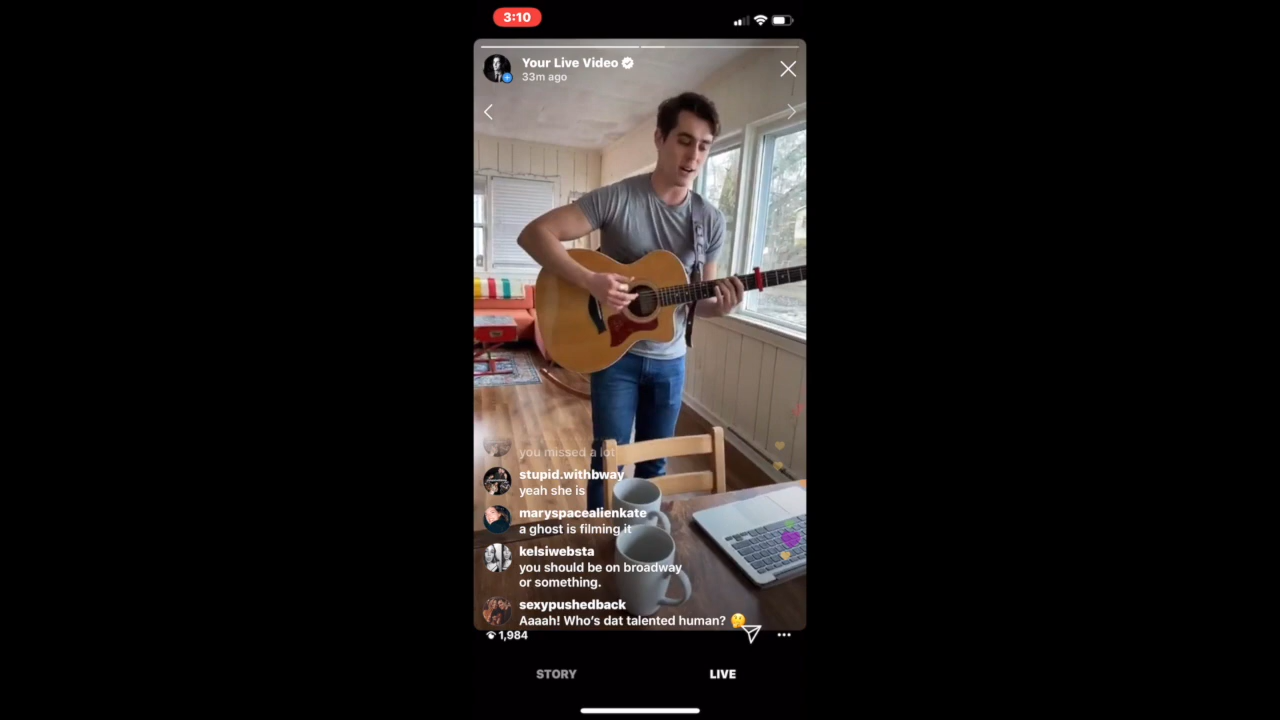 3:10
Your Live Video
33m ago
you missed a lot
stupid.withbway
yeah she is
maryspacealienkate
a ghost is filming it
kelsiwebsta
you should be on broadway
or something.
sexypushedback
Aaaah! Who's dat talented human? 🤔
1,984
STORY
LIVE